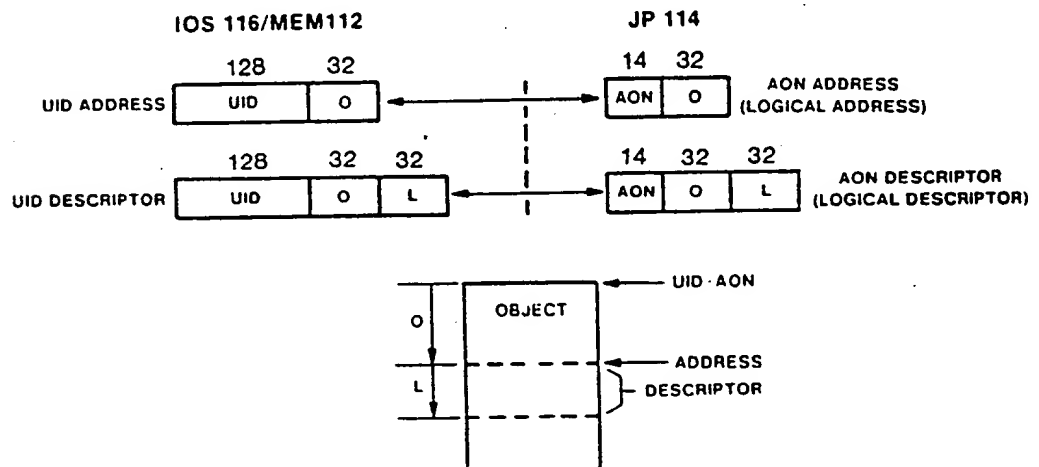 IOS 116/MEM112 JP 114
128 32 14 32
UID ADDRESS UID O AON O AON ADDRESS
(LOGICAL ADDRESS)
128 32 32 14 32 32
UID DESCRIPTOR UID O L AON O L AON DESCRIPTOR
(LOGICAL DESCRIPTOR)
UID·AON
OBJECT
O
ADDRESS
L
DESCRIPTOR